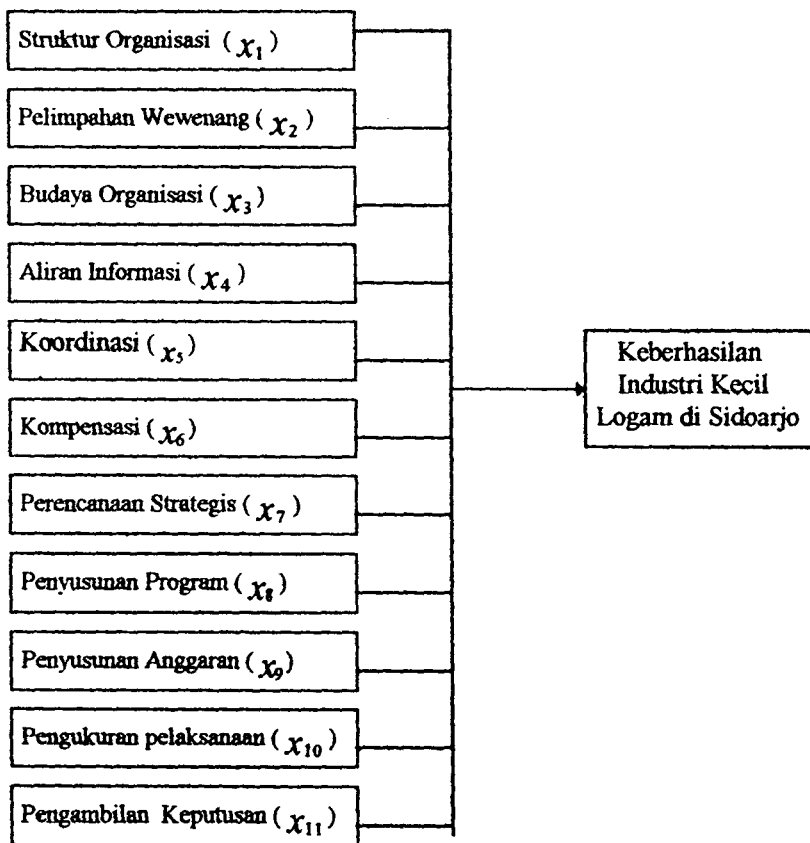 Struktur Organisasi (x₁)
Pelimpahan Wewenang (x₂)
Budaya Organisasi (x₃)
Aliran Informasi (x₄)
Koordinasi (x₅)
Kompensasi (x₆)
Perencanaan Strategis (x₇)
Penyusunan Program (x₈)
Penyusunan Anggaran (x₉)
Pengukuran pelaksanaan (x₁₀)
Pengambilan Keputusan (x₁₁)
Keberhasilan
Industri Kecil
Logam di Sidoarjo